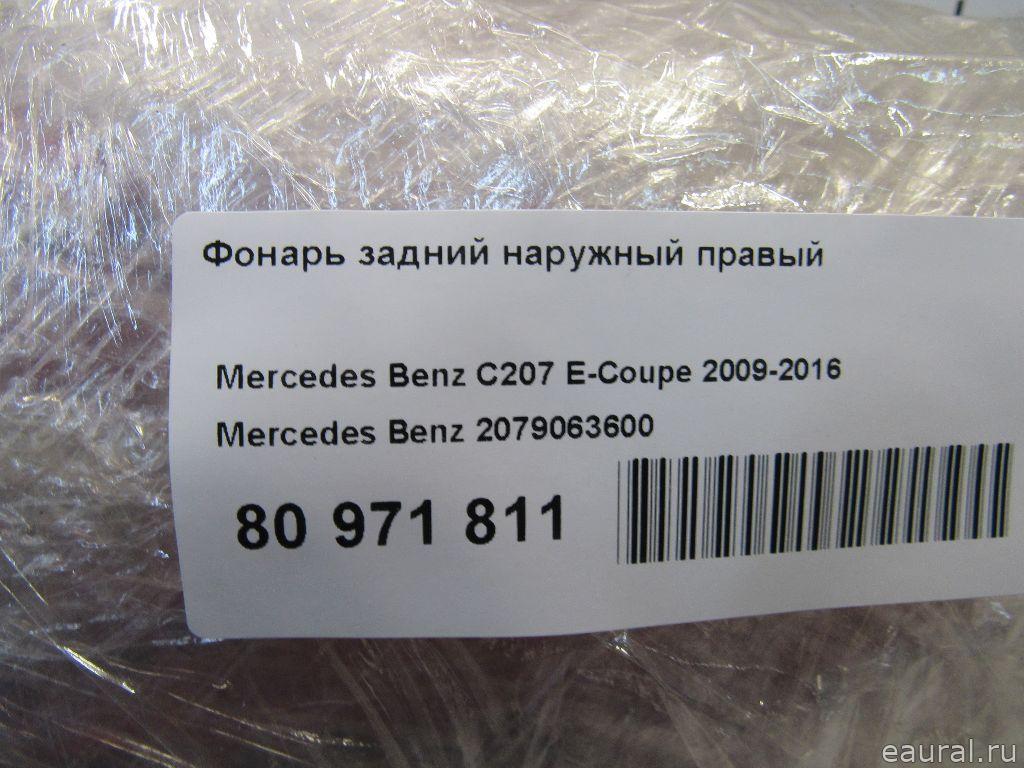 Фонарь задний наружный правый
Mercedes Benz C207 E-Coupe 2009-2016
Mercedes Benz 2079063600
80 971 811
eaural.ru